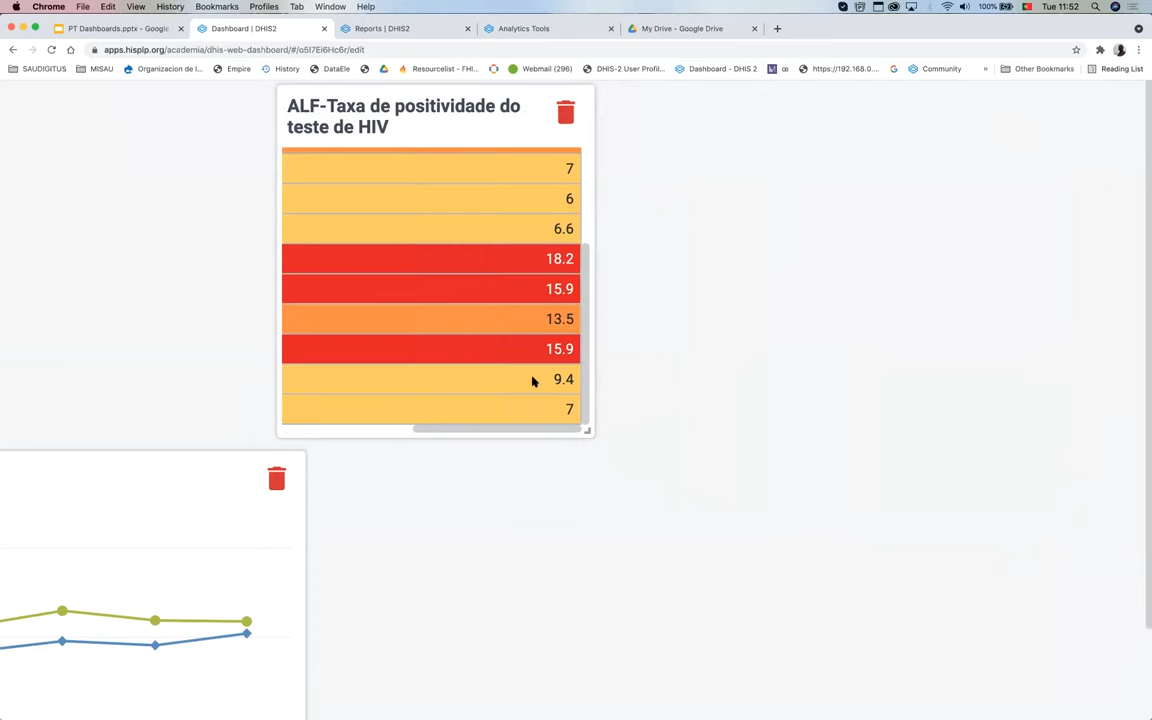 Chrome File Edit View History Bookmarks Profiles Tab Window Help 100% Tue 11:52
PT Dashboards.pptx - Google Dashboard | DHIS2 Reports | DHIS2 Analytics Tools My Drive - Google Drive
apps.hisplp.org/academia/dhis-web-dashboard/#/o5I7Ei6Hc6r/edit
SAUDIGITUS MISAU Organizacion de I... Empire History DataEle Resourcelist – FHI... Webmail (296) DHIS-2 User Profil... Dashboard - DHIS 2 https://192.168.0.... Community » Other Bookmarks Reading List
ALF-Taxa de positividade do
teste de HIV
7
6
6.6
18.2
15.9
13.5
15.9
9.4
7